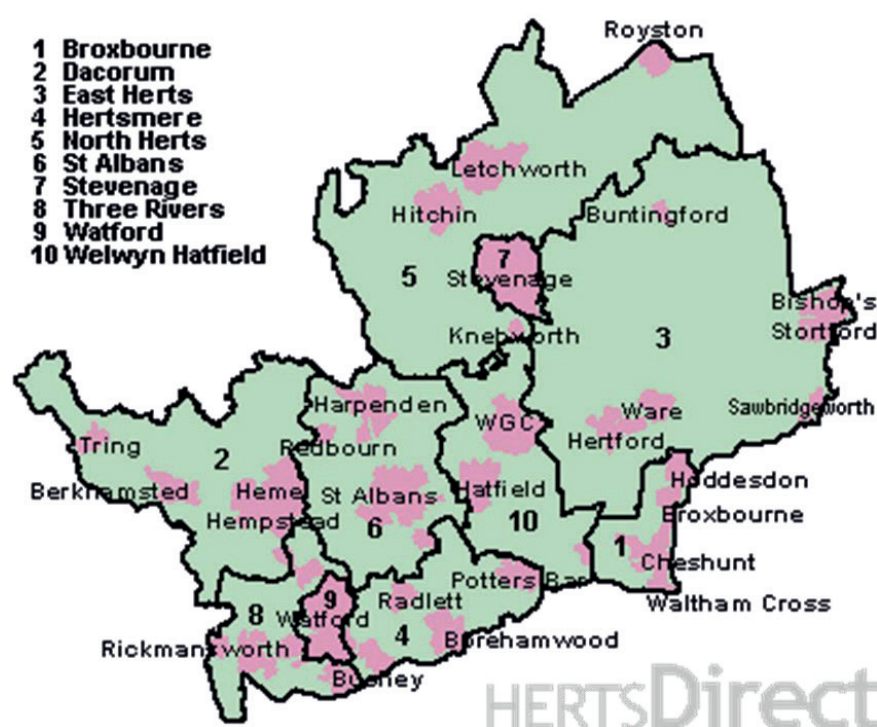 1 Broxbourne
2 Dacorum
3 East Herts
4 Hertsmere
5 North Herts
6 St Albans
7 Stevenage
8 Three Rivers
9 Watford
10 Welwyn Hatfield
Royston
Letchworth
Hitchin
Buntingford
7
Stevenage
5
Bishop's
Stortford
Knebworth
3
Harpenden
WGC
Ware
Sawbridgeworth
Tring
Redbourn
Hertford
2
Berkhamsted
Hemel
Hempstead
St Albans
6
Hatfield
10
Hoddesdon
Broxbourne
1
Cheshunt
Waltham Cross
Potters Bar
9
Watford
8
Radlett
4
Rickmansworth
Borehamwood
Bushey
HERTSDirect